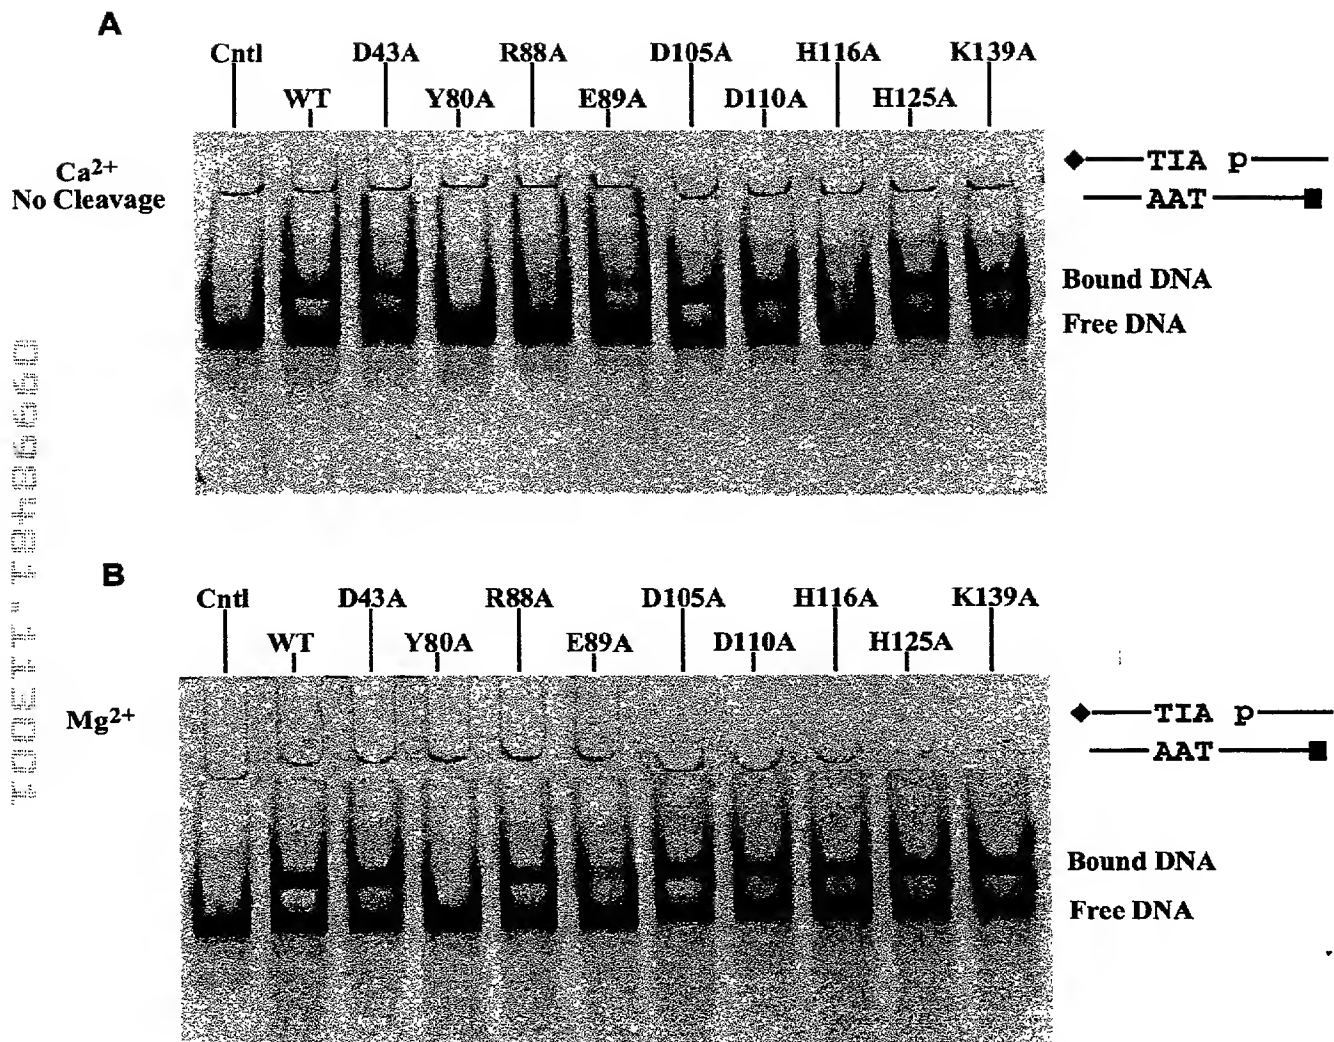 A
Cntl D43A R88A D105A H116A K139A
WT Y80A E89A D110A H125A
Ca2+
No Cleavage
TIA p
AAT
Bound DNA
Free DNA
B
Cntl D43A R88A D105A H116A K139A
WT Y80A E89A D110A H125A
Mg2+
TIA p
AAT
Bound DNA
Free DNA